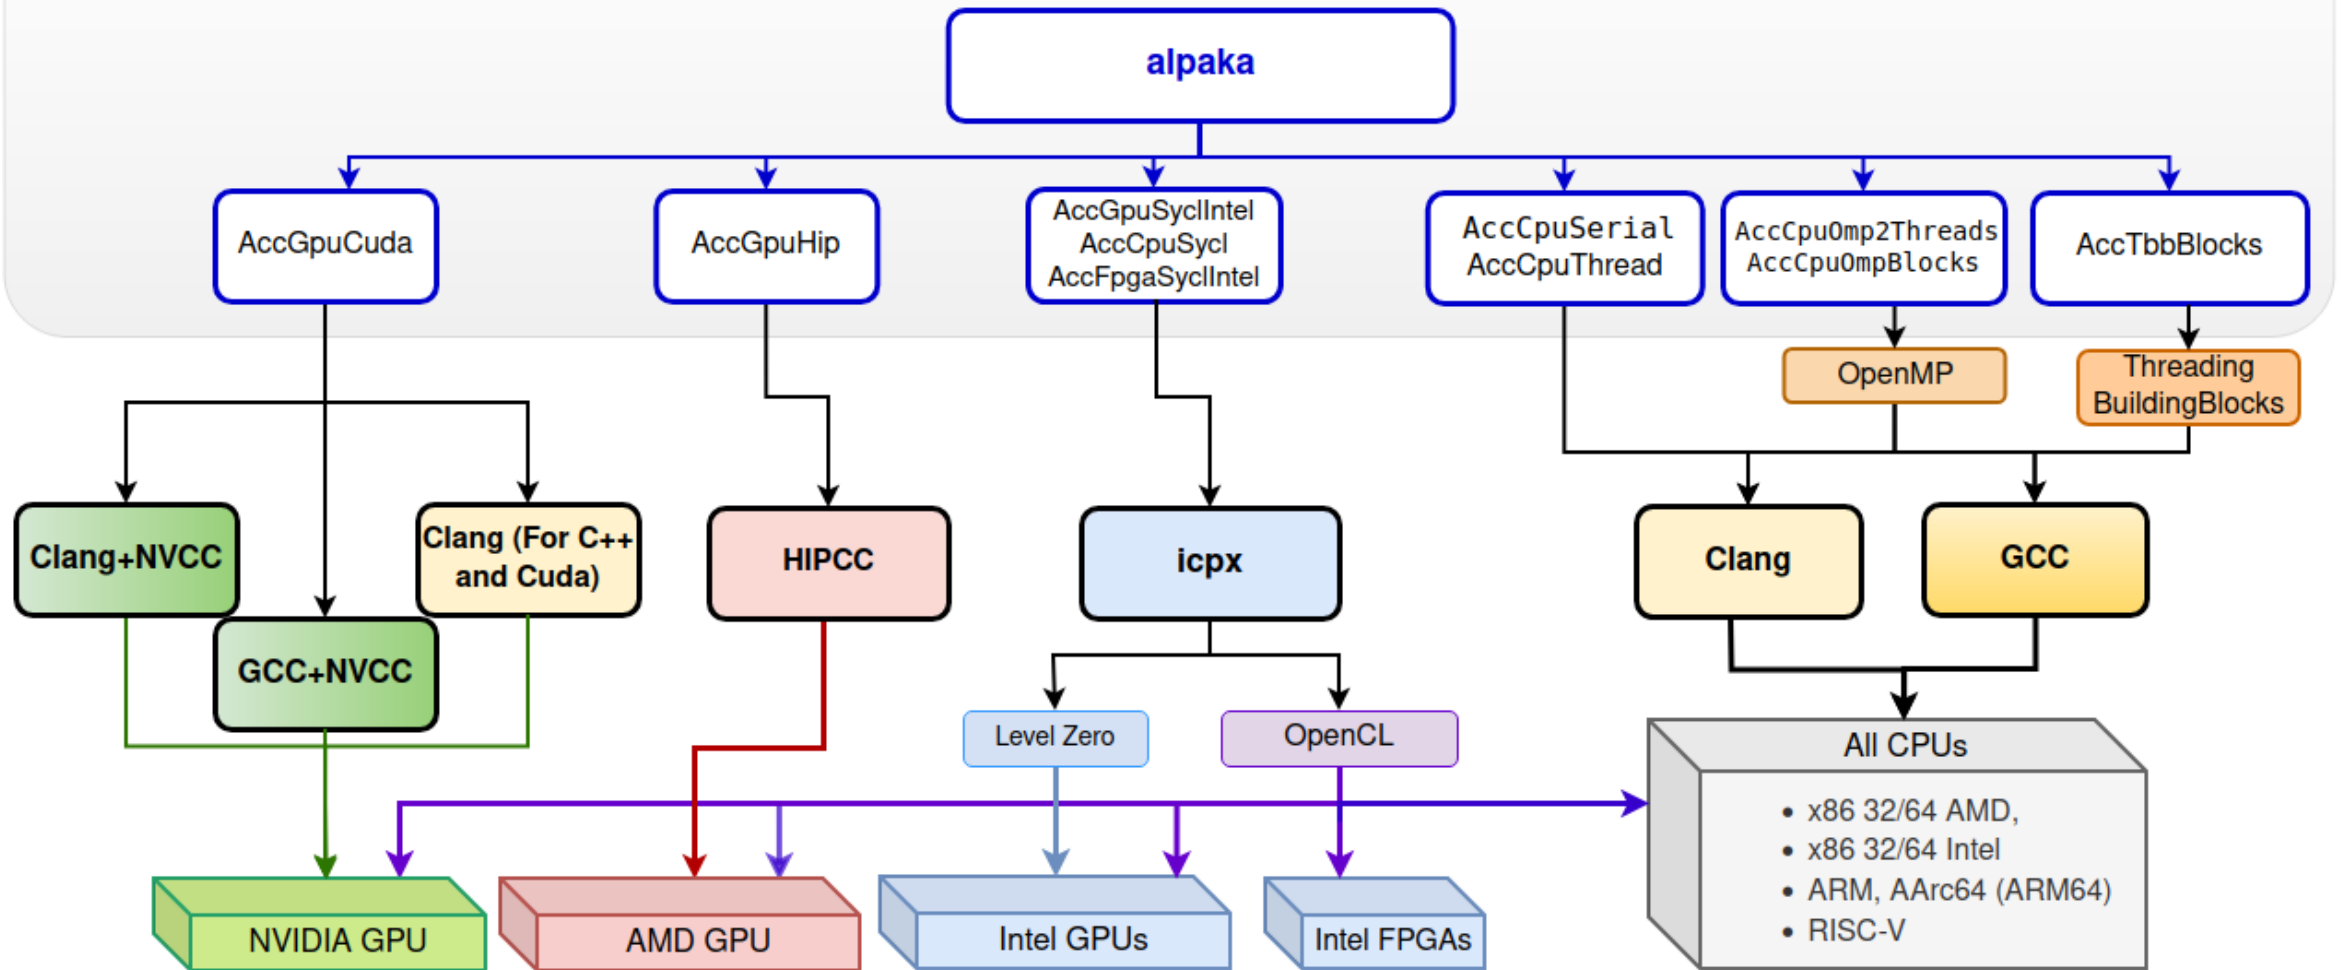 alpaka
AccGpuCuda
AccGpuHip
AccGpuSyclIntel
AccCpuSycl
AccFpgaSyclIntel
AccCpuSerial
AccCpuThread
AccCpuOmp2Threads
AccCpuOmpBlocks
AccTbbBlocks
OpenMP
Threading
BuildingBlocks
Clang+NVCC
GCC+NVCC
Clang (For C++
and Cuda)
HIPCC
icpx
Clang
GCC
Level Zero
OpenCL
NVIDIA GPU
AMD GPU
Intel GPUs
Intel FPGAs
All CPUs
• x86 32/64 AMD,
• x86 32/64 Intel
• ARM, AArc64 (ARM64)
• RISC-V